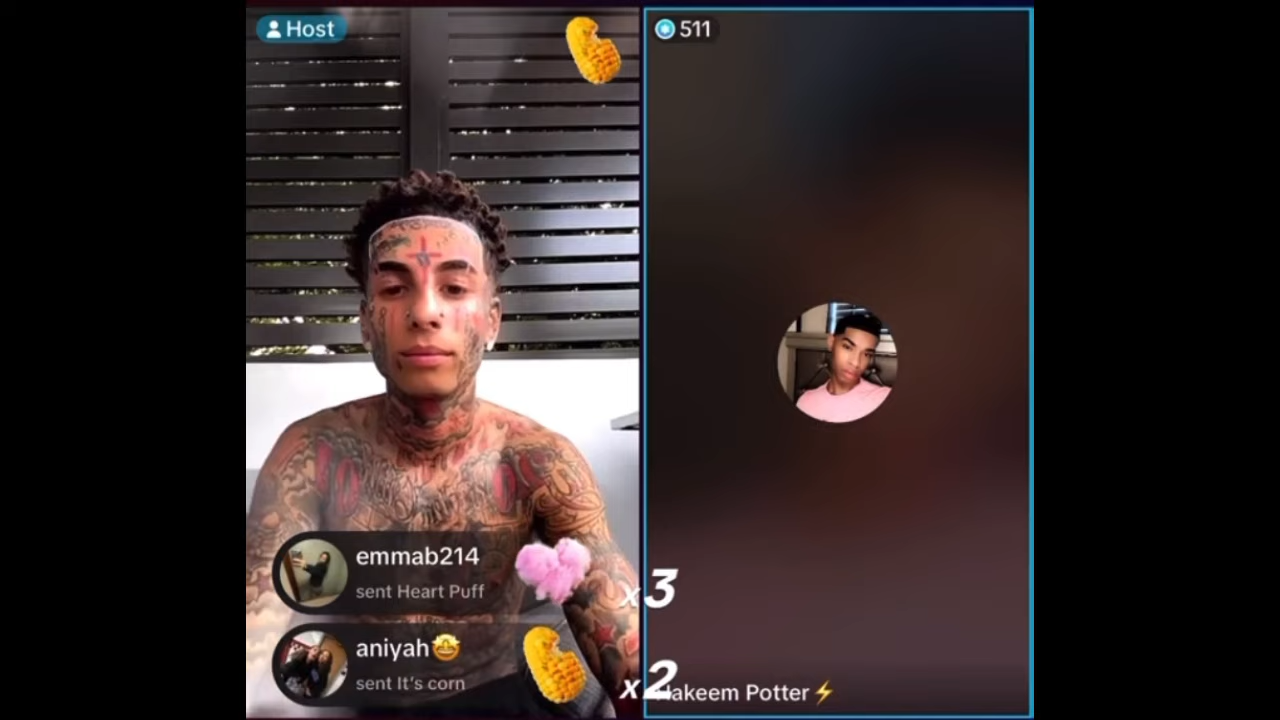 Host
511
emmab214
sent Heart Puff
x3
aniyah🤩
sent It's corn
x2
akeem Potter⚡